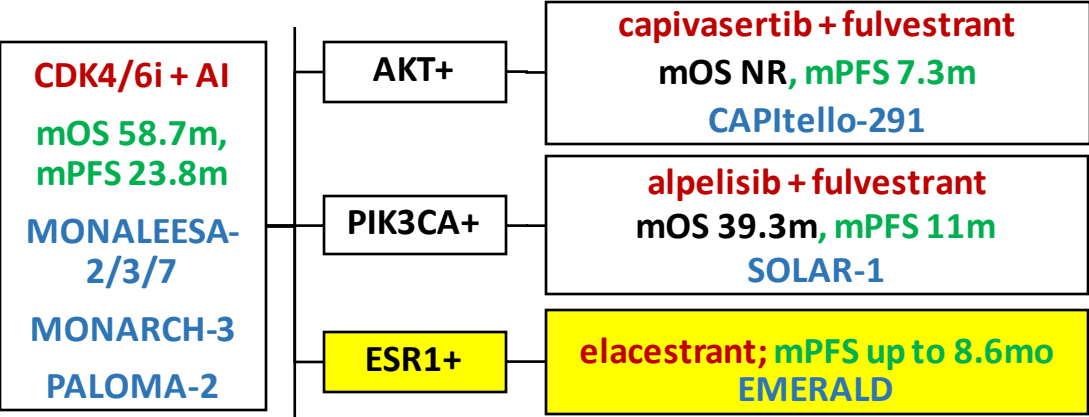 CDK4/6i + AI
mOS 58.7m,
mPFS 23.8m
MONALEESA-
2/3/7
MONARCH-3
PALOMA-2
AKT+
capivasertib + fulvestrant
mOS NR, mPFS 7.3m
CAPItello-291
PIK3CA+
alpelisib + fulvestrant
mOS 39.3m, mPFS 11m
SOLAR-1
ESR1+
elacestrant; mPFS up to 8.6mo
EMERALD